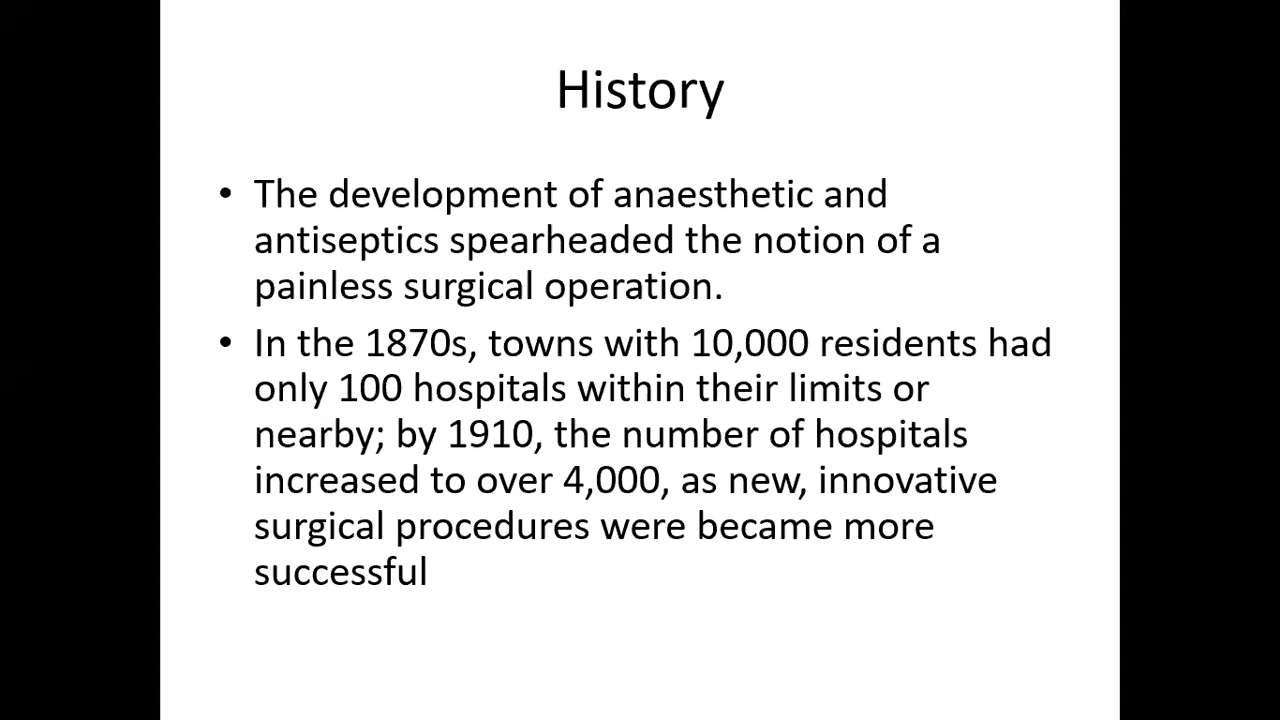 History
• The development of anaesthetic and
antiseptics spearheaded the notion of a
painless surgical operation.
• In the 1870s, towns with 10,000 residents had
only 100 hospitals within their limits or
nearby; by 1910, the number of hospitals
increased to over 4,000, as new, innovative
surgical procedures were became more
successful